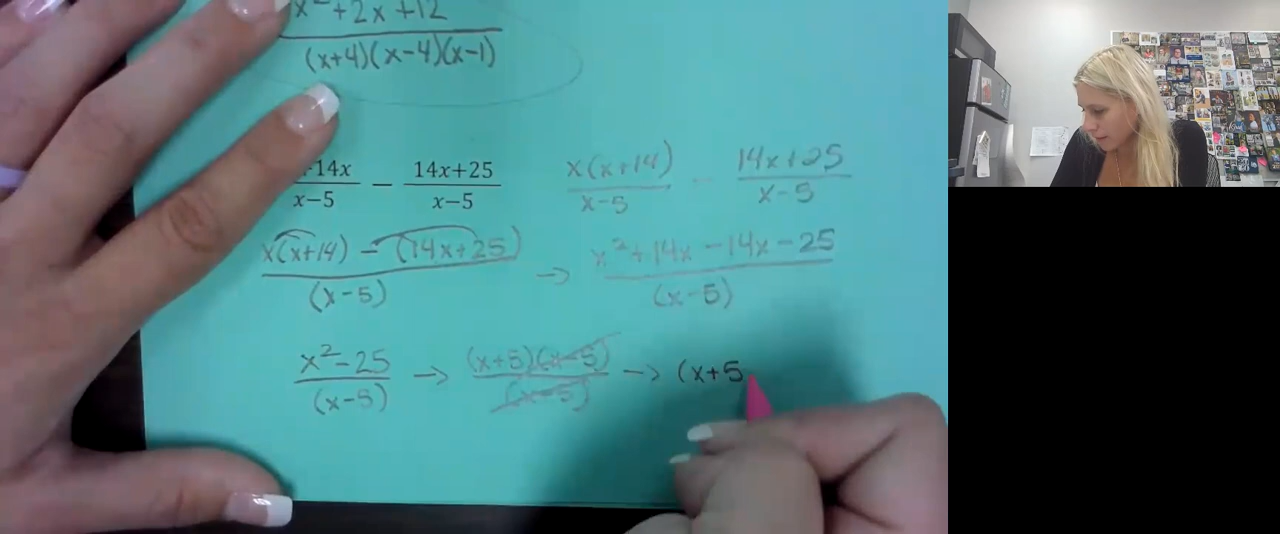 x² + 2x + 12
(x+4)(x-4)(x-1)
14x / x-5 − 14x+25 / x-5
x(x+14) / x-5 - 14x+25 / x-5
x(x+14) - (14x+25) / (x-5) → x² + 14x - 14x - 25 / (x-5)
x² - 25 / (x-5) → (x+5)(x-5) / (x-5) → (x+5